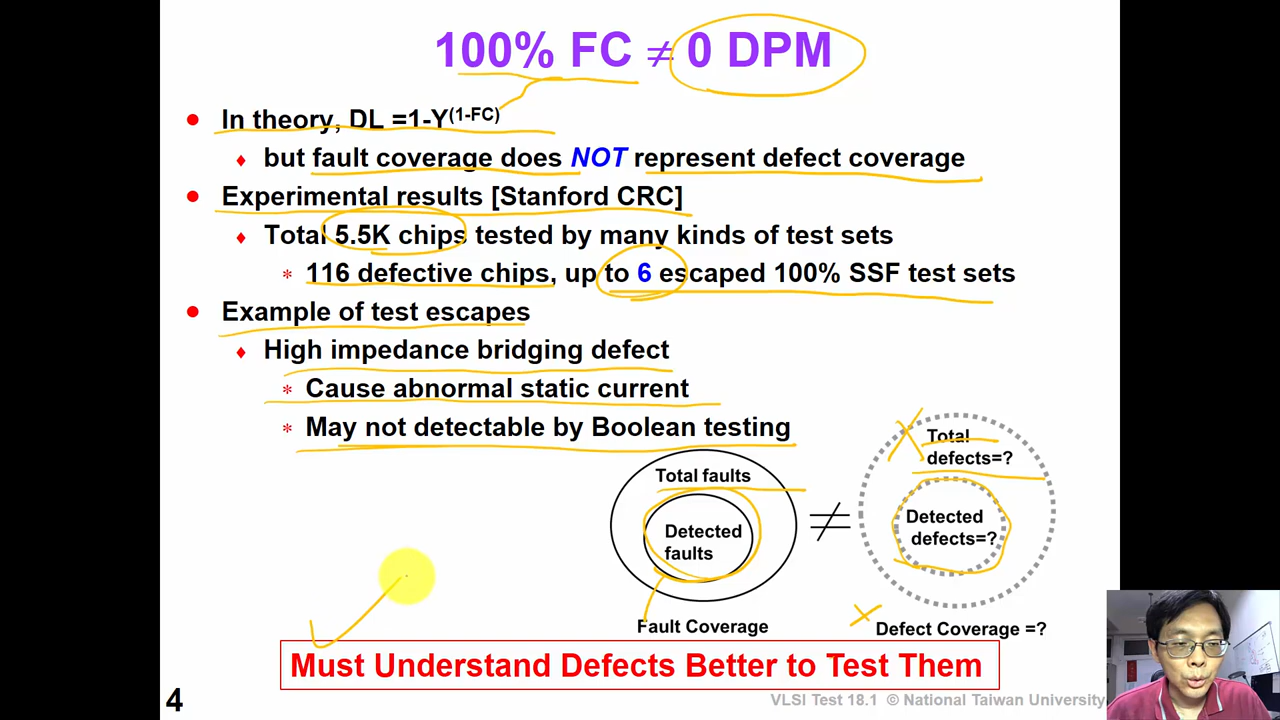 100% FC ≠ 0 DPM
• In theory, DL =1-Y(1-FC)
♦ but fault coverage does NOT represent defect coverage
• Experimental results [Stanford CRC]
♦ Total 5.5K chips tested by many kinds of test sets
* 116 defective chips, up to 6 escaped 100% SSF test sets
• Example of test escapes
♦ High impedance bridging defect
* Cause abnormal static current
* May not detectable by Boolean testing
Total faults
Detected
faults
Fault Coverage
≠
Total
defects=?
Detected
defects=?
Defect Coverage =?
Must Understand Defects Better to Test Them
4
VLSI Test 18.1 © National Taiwan University